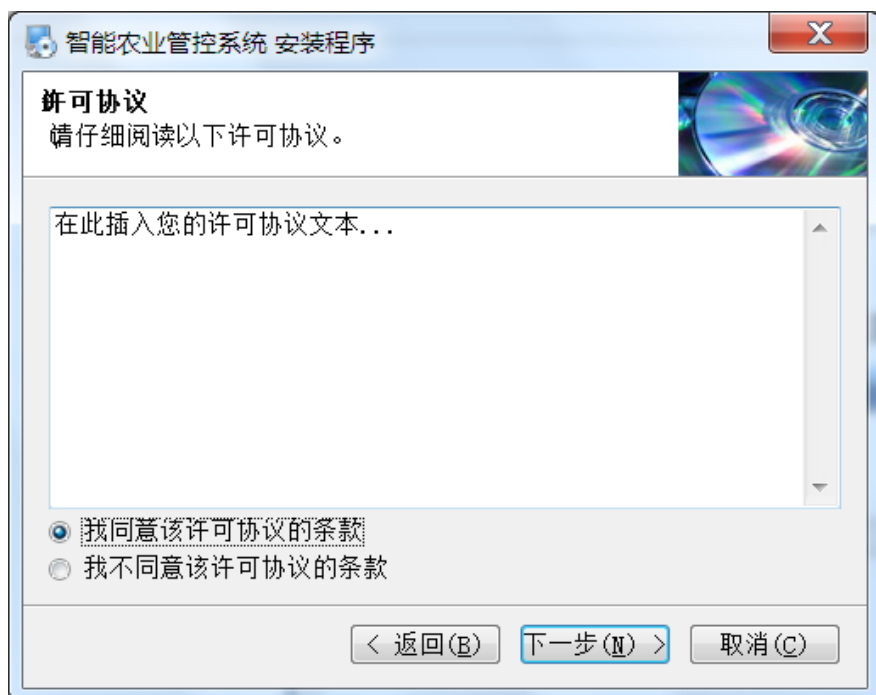 智能农业管控系统 安装程序
许可协议
请仔细阅读以下许可协议。
在此插入您的许可协议文本...
我同意该许可协议的条款
我不同意该许可协议的条款
< 返回(B) 下一步(N) > 取消(C)